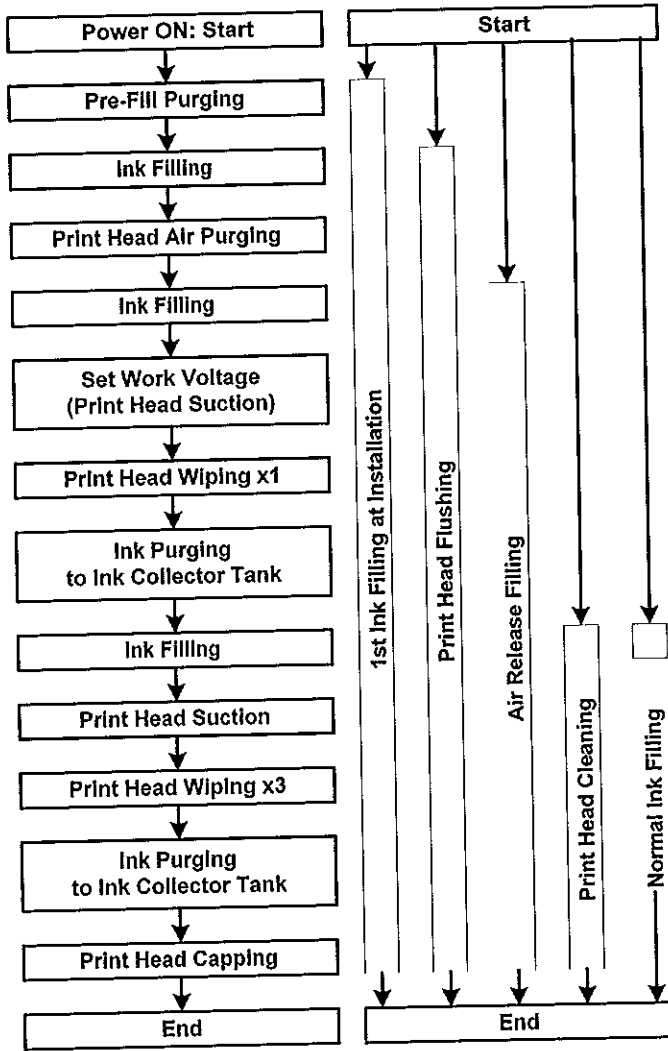 Power ON: Start
Pre-Fill Purging
Ink Filling
Print Head Air Purging
Ink Filling
Set Work Voltage
(Print Head Suction)
Print Head Wiping x1
Ink Purging
to Ink Collector Tank
Ink Filling
Print Head Suction
Print Head Wiping x3
Ink Purging
to Ink Collector Tank
Print Head Capping
End
Start
1st Ink Filling at Installation
Print Head Flushing
Air Release Filling
Print Head Cleaning
Normal Ink Filling
End